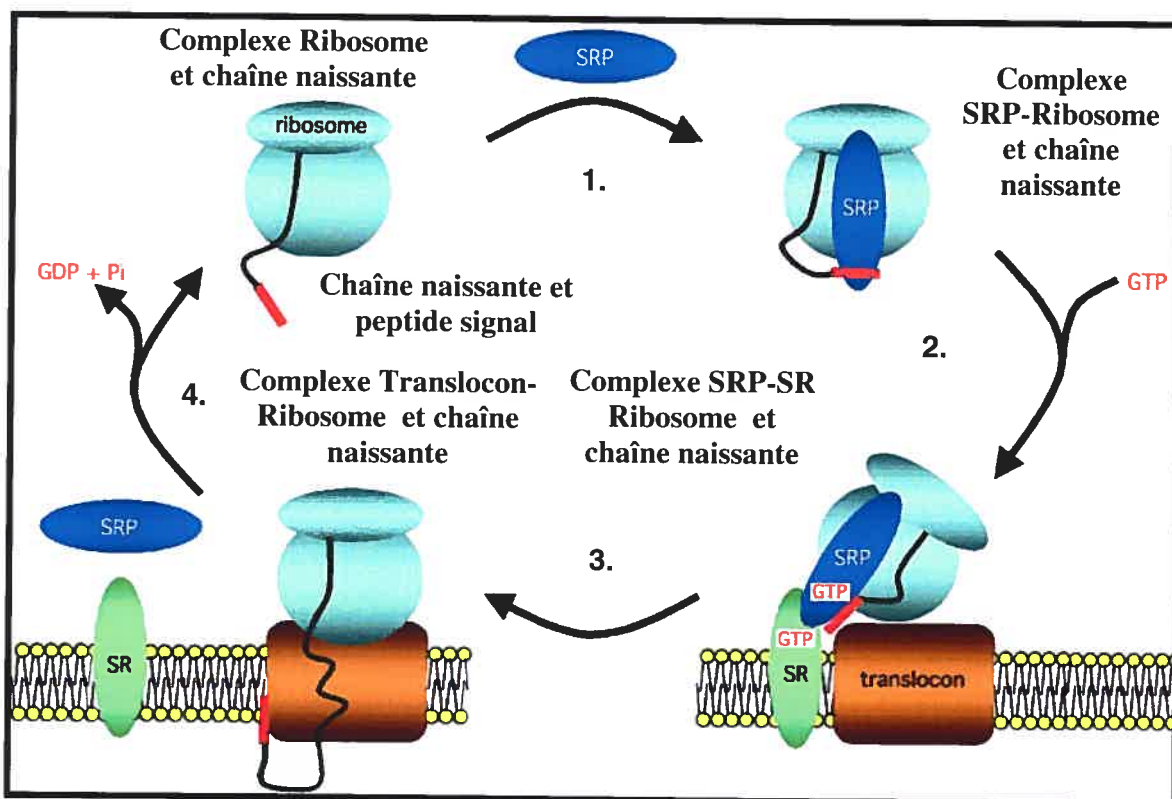 Complexe Ribosome
et chaîne naissante
SRP
ribosome
1.
Complexe
SRP-Ribosome
et chaîne
naissante
SRP
GDP + Pi
Chaîne naissante et
peptide signal
GTP
2.
4.
Complexe Translocon-
Ribosome et chaîne
naissante
Complexe SRP-SR
Ribosome et
chaîne naissante
SRP
3.
SRP
GTP
GTP
SR
SR
translocon